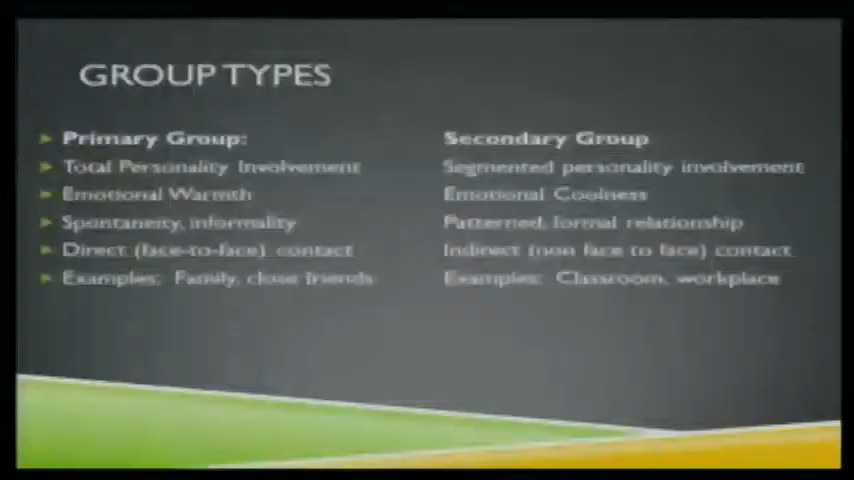 GROUP TYPES
Primary Group:
Total Personality Involvement
Emotional Warmth
Spontaneity, informality
Direct (face-to-face) contact
Examples: Family, close friends
Secondary Group
Segmented personality involvement
Emotional Coolness
Patterned, formal relationship
Indirect (non face to face) contact
Examples: Classroom, workplace